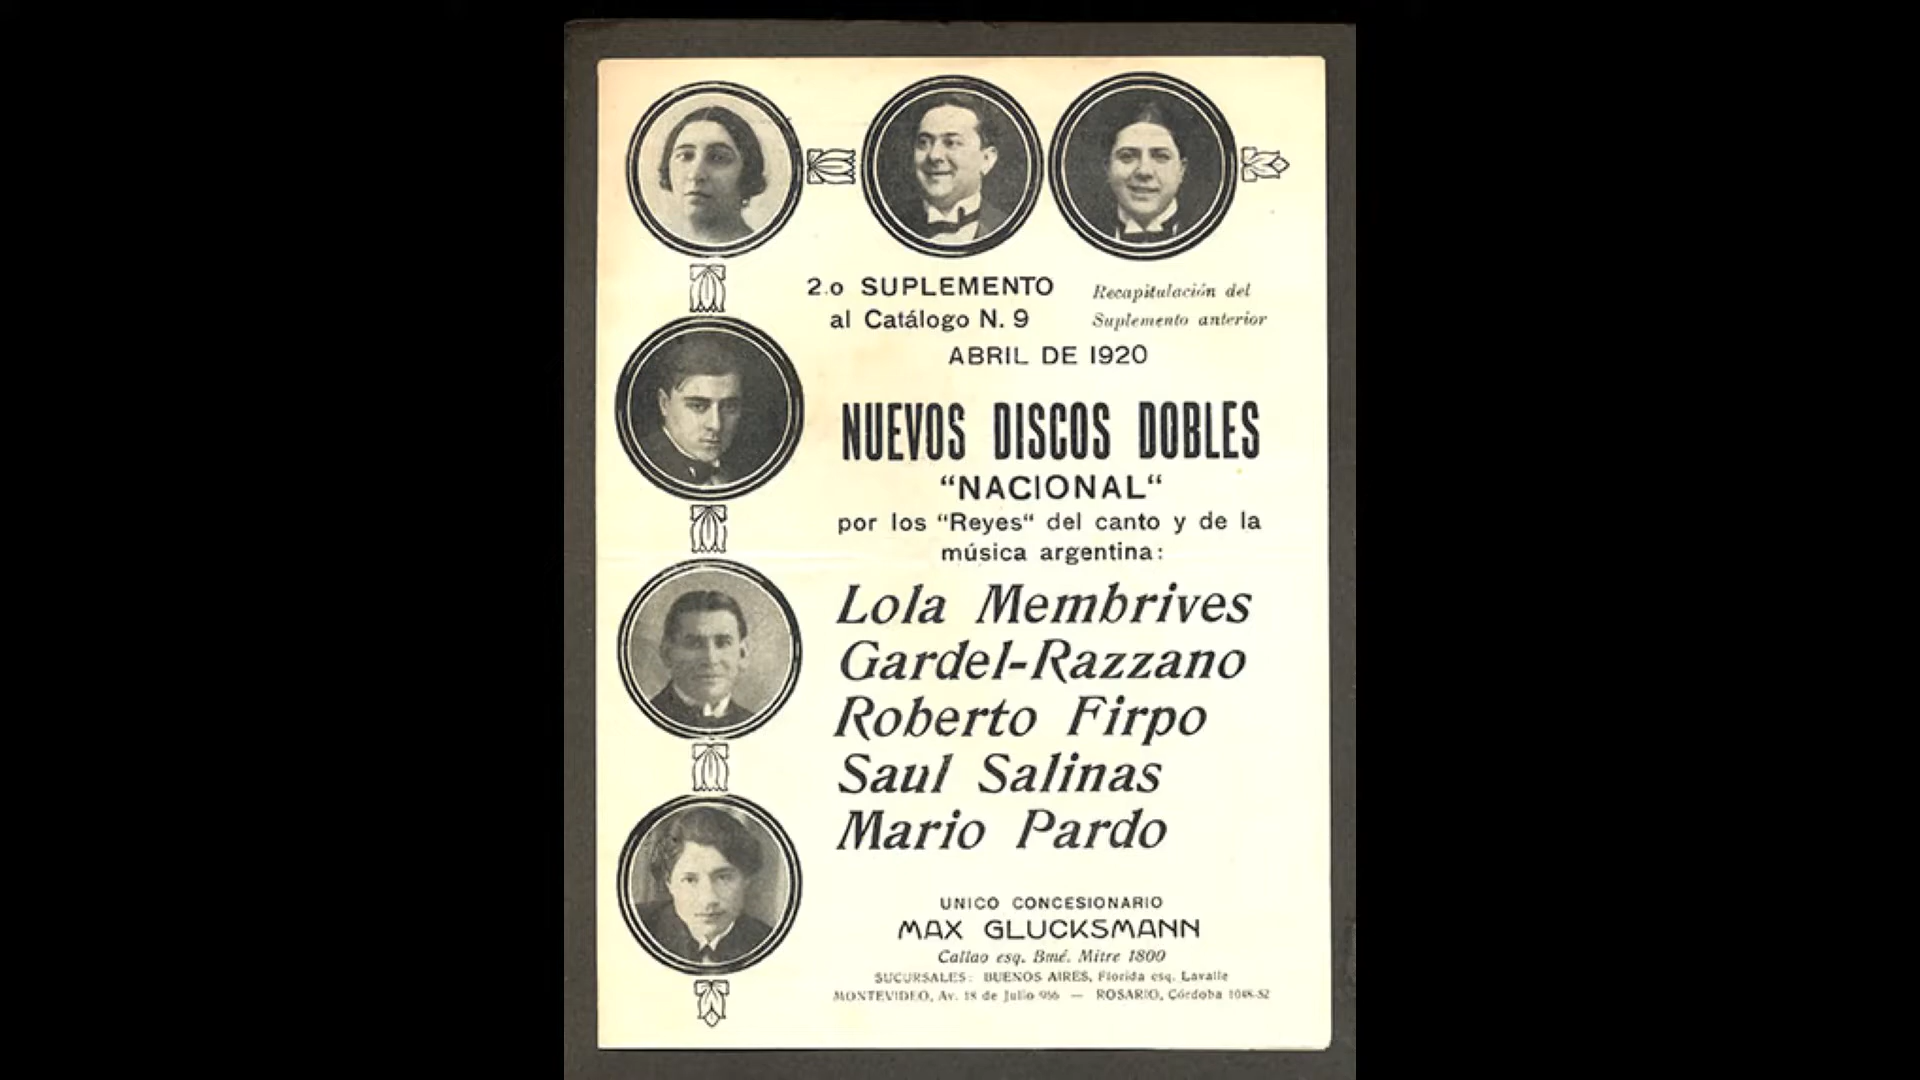 2.o SUPLEMENTO
al Catálogo N. 9
Recapitulación del
Suplemento anterior
ABRIL DE 1920
NUEVOS DISCOS DOBLES
“NACIONAL“
por los “Reyes“ del canto y de la
música argentina:
Lola Membrives
Gardel-Razzano
Roberto Firpo
Saul Salinas
Mario Pardo
UNICO CONCESIONARIO
MAX GLUCKSMANN
Callao esq. Bmé. Mitre 1800
SUCURSALES: BUENOS AIRES, Florida esq. Lavalle
MONTEVIDEO, Av. 18 de Julio 966 — ROSARIO, Córdoba 1048-52